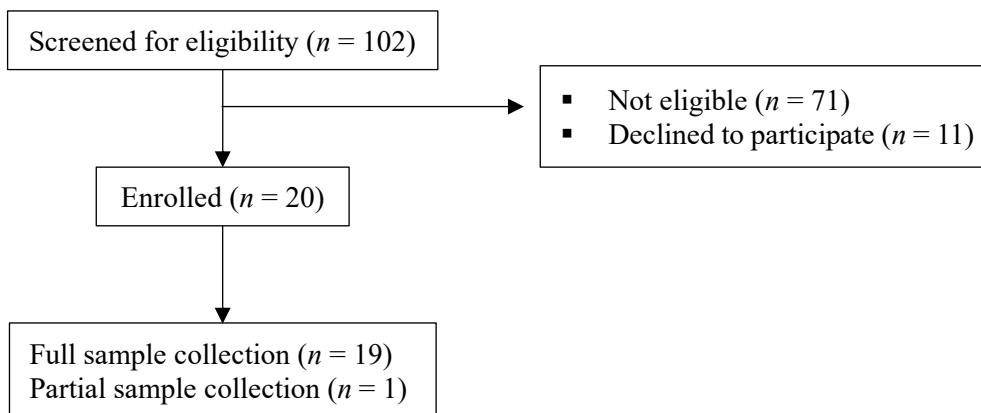 Screened for eligibility (n = 102)
▪ Not eligible (n = 71)
▪ Declined to participate (n = 11)
Enrolled (n = 20)
Full sample collection (n = 19)
Partial sample collection (n = 1)